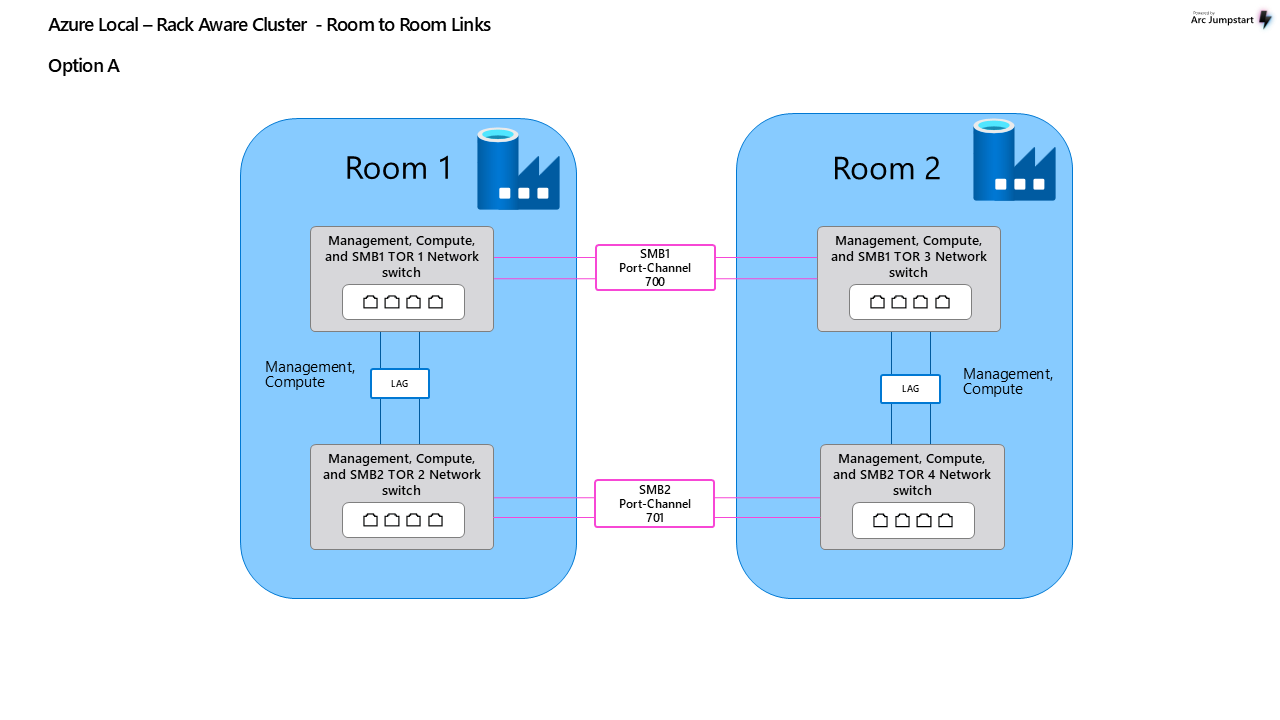 Azure Local – Rack Aware Cluster - Room to Room Links
Powered by
Arc Jumpstart
Option A
Room 1
Room 2
Management, Compute,
and SMB1 TOR 1 Network
switch
SMB1
Port-Channel
700
Management, Compute,
and SMB1 TOR 3 Network
switch
Management,
Compute
LAG
LAG
Management,
Compute
Management, Compute,
and SMB2 TOR 2 Network
switch
SMB2
Port-Channel
701
Management, Compute,
and SMB2 TOR 4 Network
switch